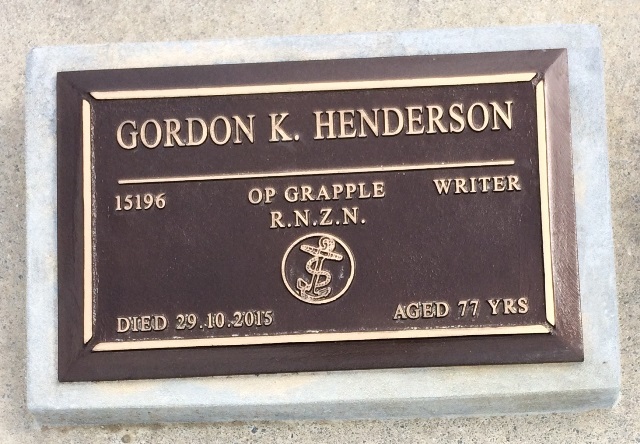 GORDON K. HENDERSON
15196 OP GRAPPLE WRITER
R.N.Z.N.
DIED 29.10.2015 AGED 77 YRS